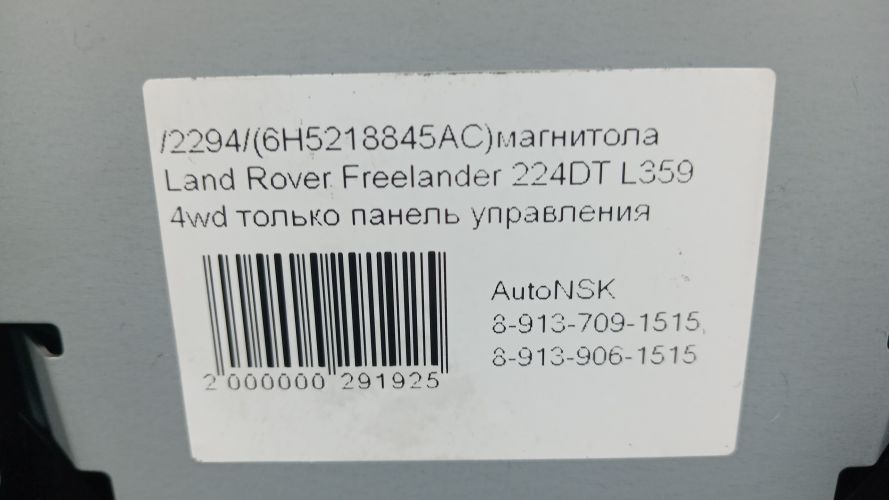 /2294/(6H5218845AC)магнитола
Land Rover Freelander 224DT L359
4wd только панель управления
AutoNSK
8-913-709-1515,
8-913-906-1515
2 000000 291925